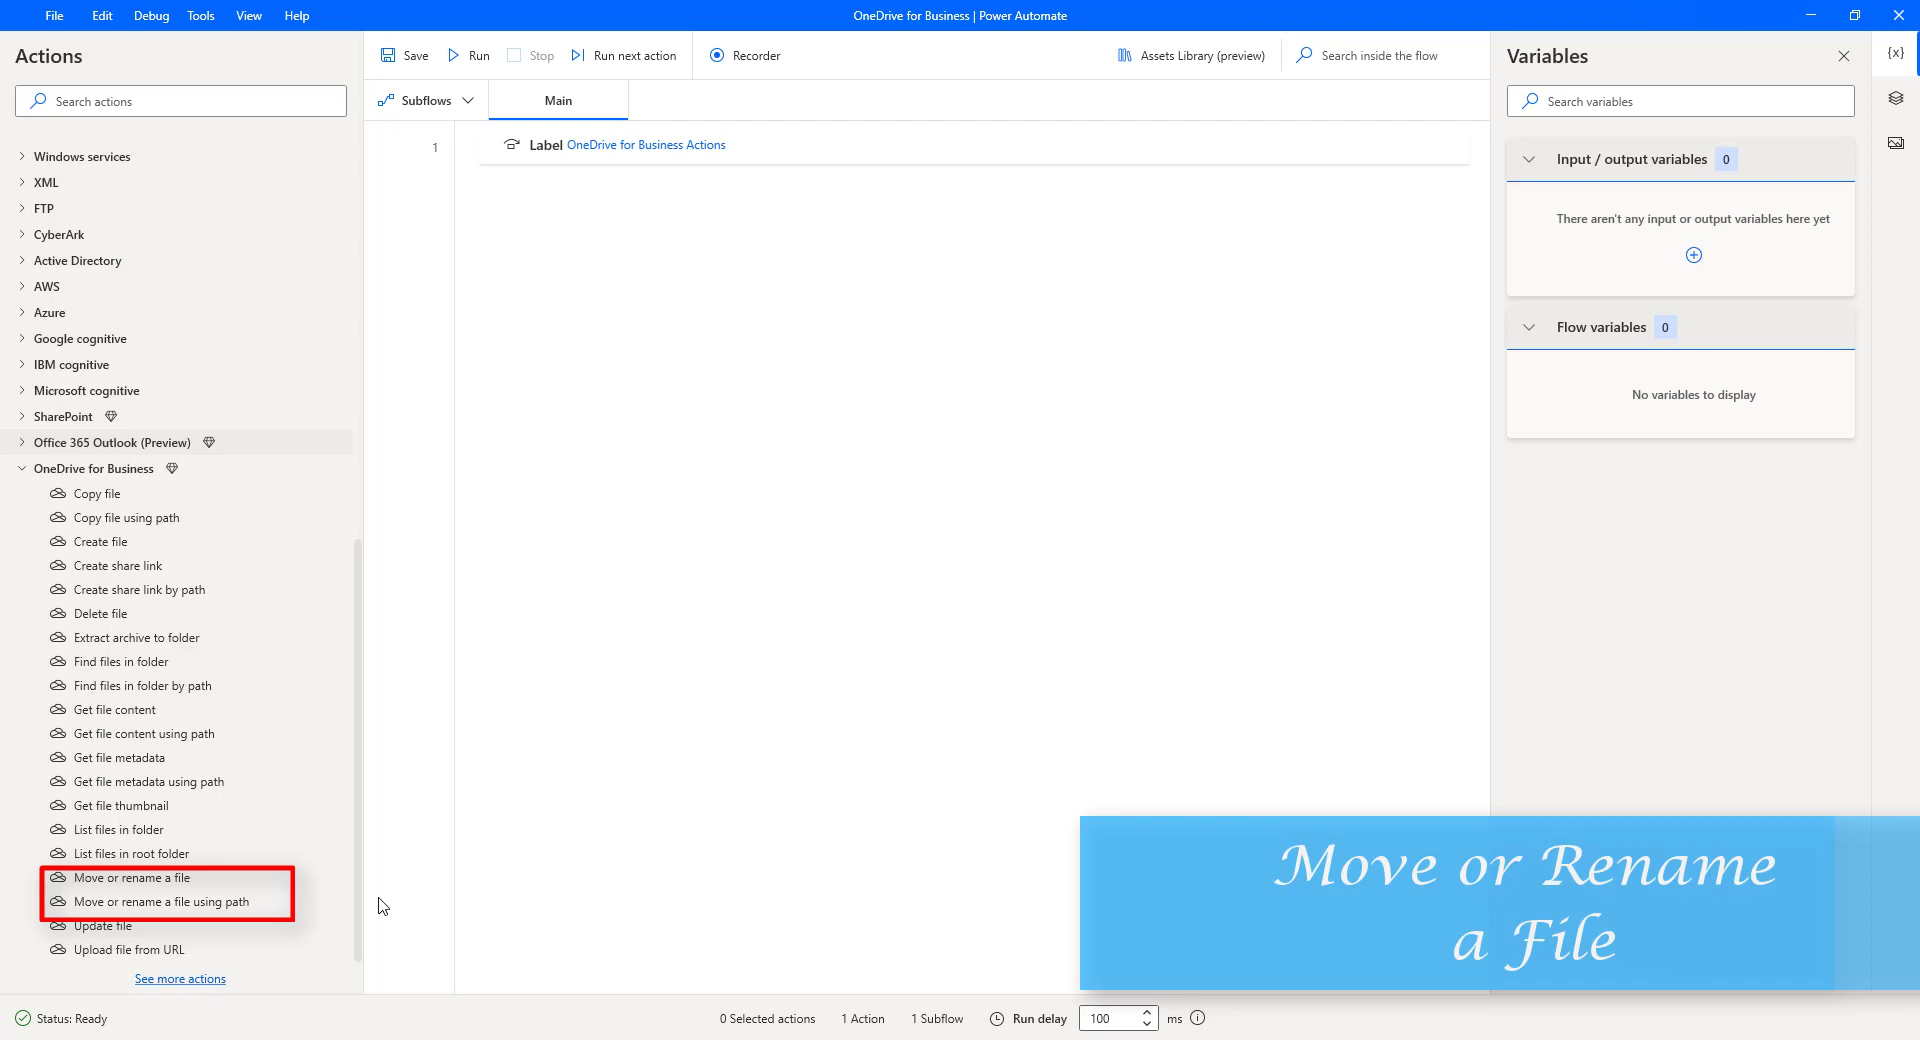 File Edit Debug Tools View Help
OneDrive for Business | Power Automate
Actions
Search actions
Windows services
XML
FTP
CyberArk
Active Directory
AWS
Azure
Google cognitive
IBM cognitive
Microsoft cognitive
SharePoint
Office 365 Outlook (Preview)
OneDrive for Business
Copy file
Copy file using path
Create file
Create share link
Create share link by path
Delete file
Extract archive to folder
Find files in folder
Find files in folder by path
Get file content
Get file content using path
Get file metadata
Get file metadata using path
Get file thumbnail
List files in folder
List files in root folder
Move or rename a file
Move or rename a file using path
Update file
Upload file from URL
See more actions
Save Run Stop Run next action Recorder
Assets Library (preview) Search inside the flow
Subflows Main
1 Label OneDrive for Business Actions
Variables
{x}
Search variables
Input / output variables 0
There aren't any input or output variables here yet
Flow variables 0
No variables to display
Move or Rename
a File
Status: Ready
0 Selected actions 1 Action 1 Subflow Run delay 100 ms